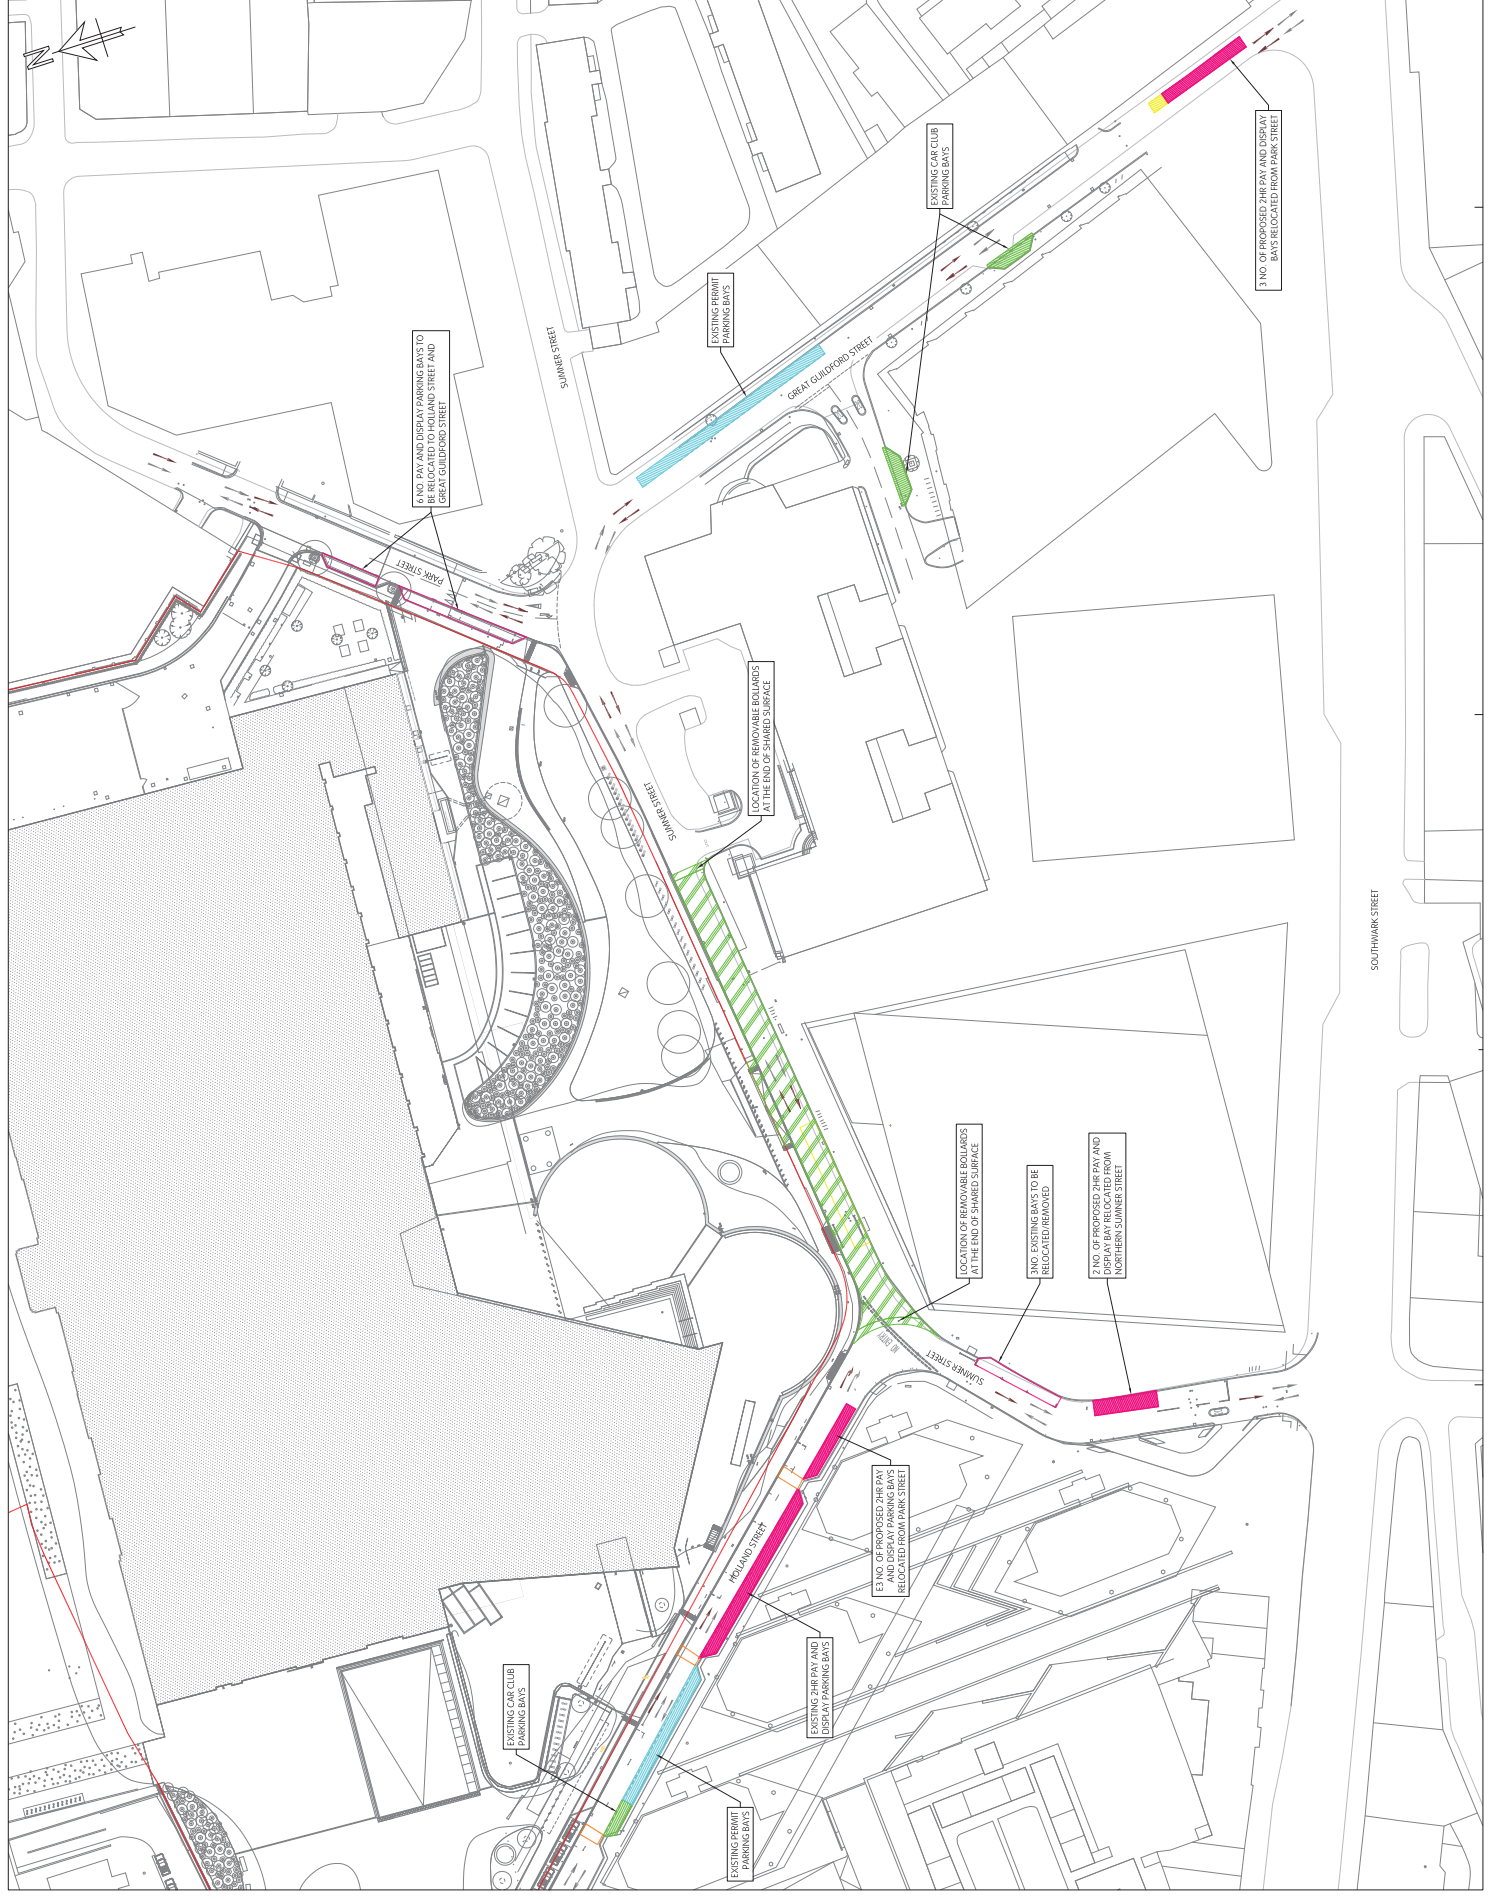 N
6 NO. PAY AND DISPLAY PARKING BAYS TO
BE RELOCATED TO HOLLAND STREET AND
GREAT GUILDFORD STREET
SUMNER STREET
EXISTING PERMIT
PARKING BAYS
EXISTING CAR CLUB
PARKING BAYS
3 NO. OF PROPOSED 2HR PAY AND DISPLAY
BAYS RELOCATED FROM PARK STREET
GREAT GUILDFORD STREET
PARK STREET
SUMNER STREET
LOCATION OF REMOVABLE BOLLARDS
AT THE END OF SHARED SURFACE
SOUTHWARK STREET
LOCATION OF REMOVABLE BOLLARDS
AT THE END OF SHARED SURFACE
3NO. EXISTING BAYS TO BE
RELOCATED/REMOVED
2 NO. OF PROPOSED 2HR PAY AND
DISPLAY BAY RELOCATED FROM
NORTHERN SUMNER STREET
NO ENTRY
SUMNER STREET
HOLLAND STREET
E3 NO. OF PROPOSED 2HR PAY
AND DISPLAY PARKING BAYS
RELOCATED FROM PARK STREET
EXISTING CAR CLUB
PARKING BAYS
EXISTING 2HR PAY AND
DISPLAY PARKING BAYS
EXISTING PERMIT
PARKING BAYS